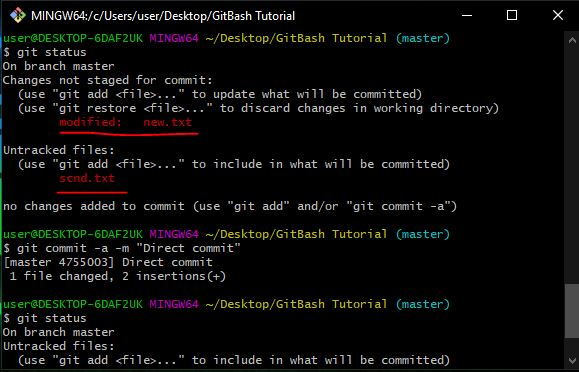 MINGW64:/c/Users/user/Desktop/GitBash Tutorial
user@DESKTOP-6DAF2UK MINGW64 ~/Desktop/GitBash Tutorial (master)
$ git status
On branch master
Changes not staged for commit:
  (use "git add <file>..." to update what will be committed)
  (use "git restore <file>..." to discard changes in working directory)
        modified:   new.txt

Untracked files:
  (use "git add <file>..." to include in what will be committed)
        scnd.txt

no changes added to commit (use "git add" and/or "git commit -a")

user@DESKTOP-6DAF2UK MINGW64 ~/Desktop/GitBash Tutorial (master)
$ git commit -a -m "Direct commit"
[master 4755003] Direct commit
 1 file changed, 2 insertions(+)

user@DESKTOP-6DAF2UK MINGW64 ~/Desktop/GitBash Tutorial (master)
$ git status
On branch master
Untracked files:
  (use "git add <file>..." to include in what will be committed)